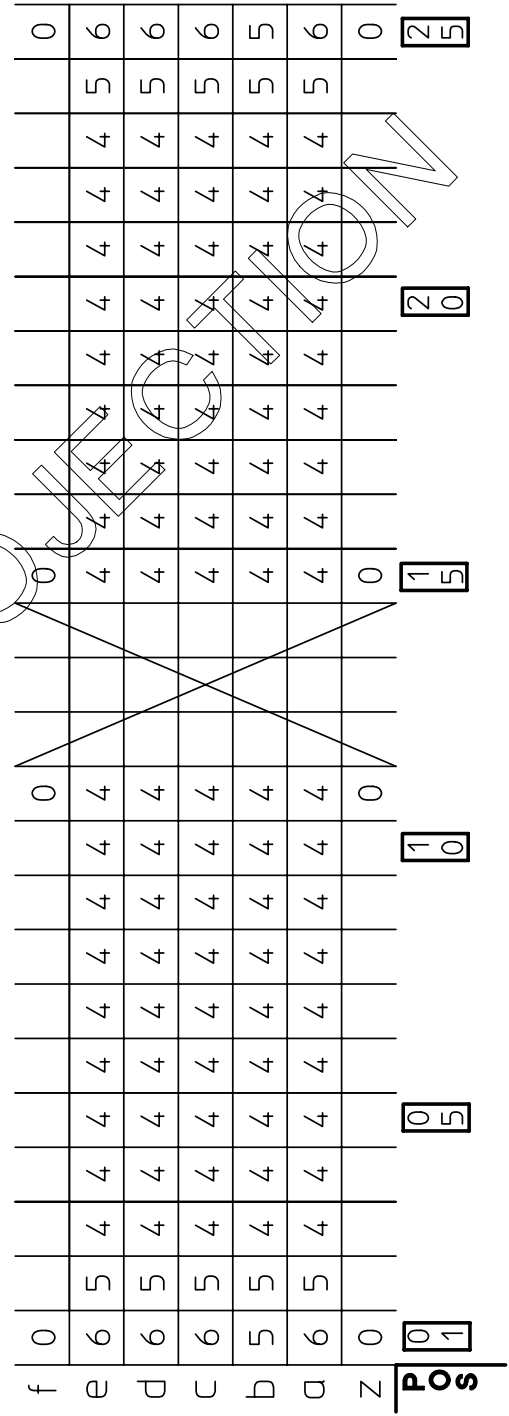 f 0 0 0 0
e 6 5 4 4 4 4 4 4 4 4 4 4 4 4 4 4 4 4 4 4 5 6
d 6 5 4 4 4 4 4 4 4 4 4 4 4 4 4 4 4 4 4 4 5 6
c 6 5 4 4 4 4 4 4 4 4 4 4 4 4 4 4 4 4 4 4 5 6
b 5 5 4 4 4 4 4 4 4 4 4 4 4 4 4 4 4 4 4 4 5 5
a 6 5 4 4 4 4 4 4 4 4 4 4 4 4 4 4 4 4 4 4 5 6
z 0 0 0 0
Pos 01 05 10 15 20 25
OJECTION